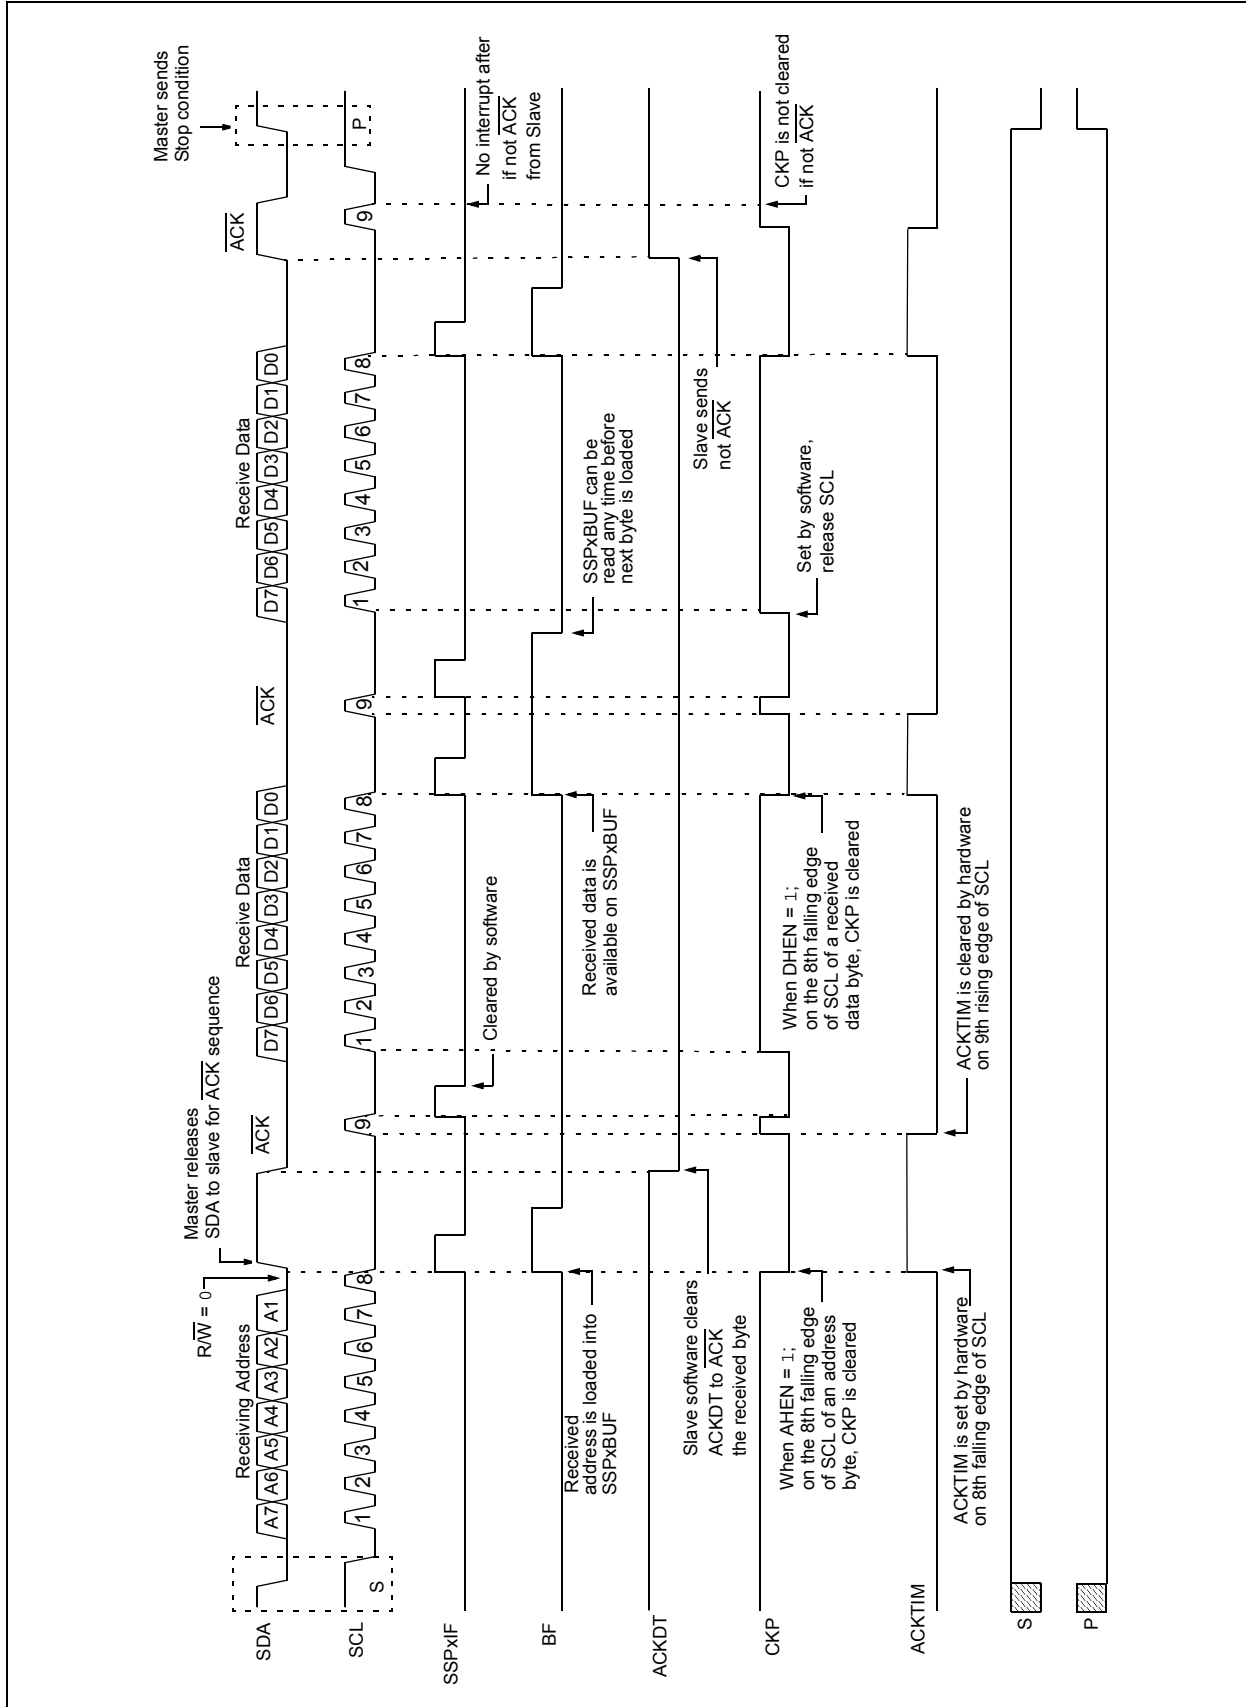 Master releases
SDA to slave for ACK sequence
Master sends
Stop condition
R/W = 0
Receiving Address
Receive Data
Receive Data
ACK
ACK
ACK
SDA
A7 A6 A5 A4 A3 A2 A1
D7 D6 D5 D4 D3 D2 D1 D0
D7 D6 D5 D4 D3 D2 D1 D0
SCL
S
1 2 3 4 5 6 7 8 9
1 2 3 4 5 6 7 8 9
1 2 3 4 5 6 7 8 9
P
SSPxIF
Cleared by software
No interrupt after
if not ACK
from Slave
BF
Received
address is loaded into
SSPxBUF
Received data is
available on SSPxBUF
SSPxBUF can be
read any time before
next byte is loaded
ACKDT
Slave software clears
ACKDT to ACK
the received byte
Slave sends
not ACK
CKP
When AHEN = 1;
on the 8th falling edge
of SCL of an address
byte, CKP is cleared
When DHEN = 1;
on the 8th falling edge
of SCL of a received
data byte, CKP is cleared
Set by software,
release SCL
CKP is not cleared
if not ACK
ACKTIM
ACKTIM is set by hardware
on 8th falling edge of SCL
ACKTIM is cleared by hardware
on 9th rising edge of SCL
S
P